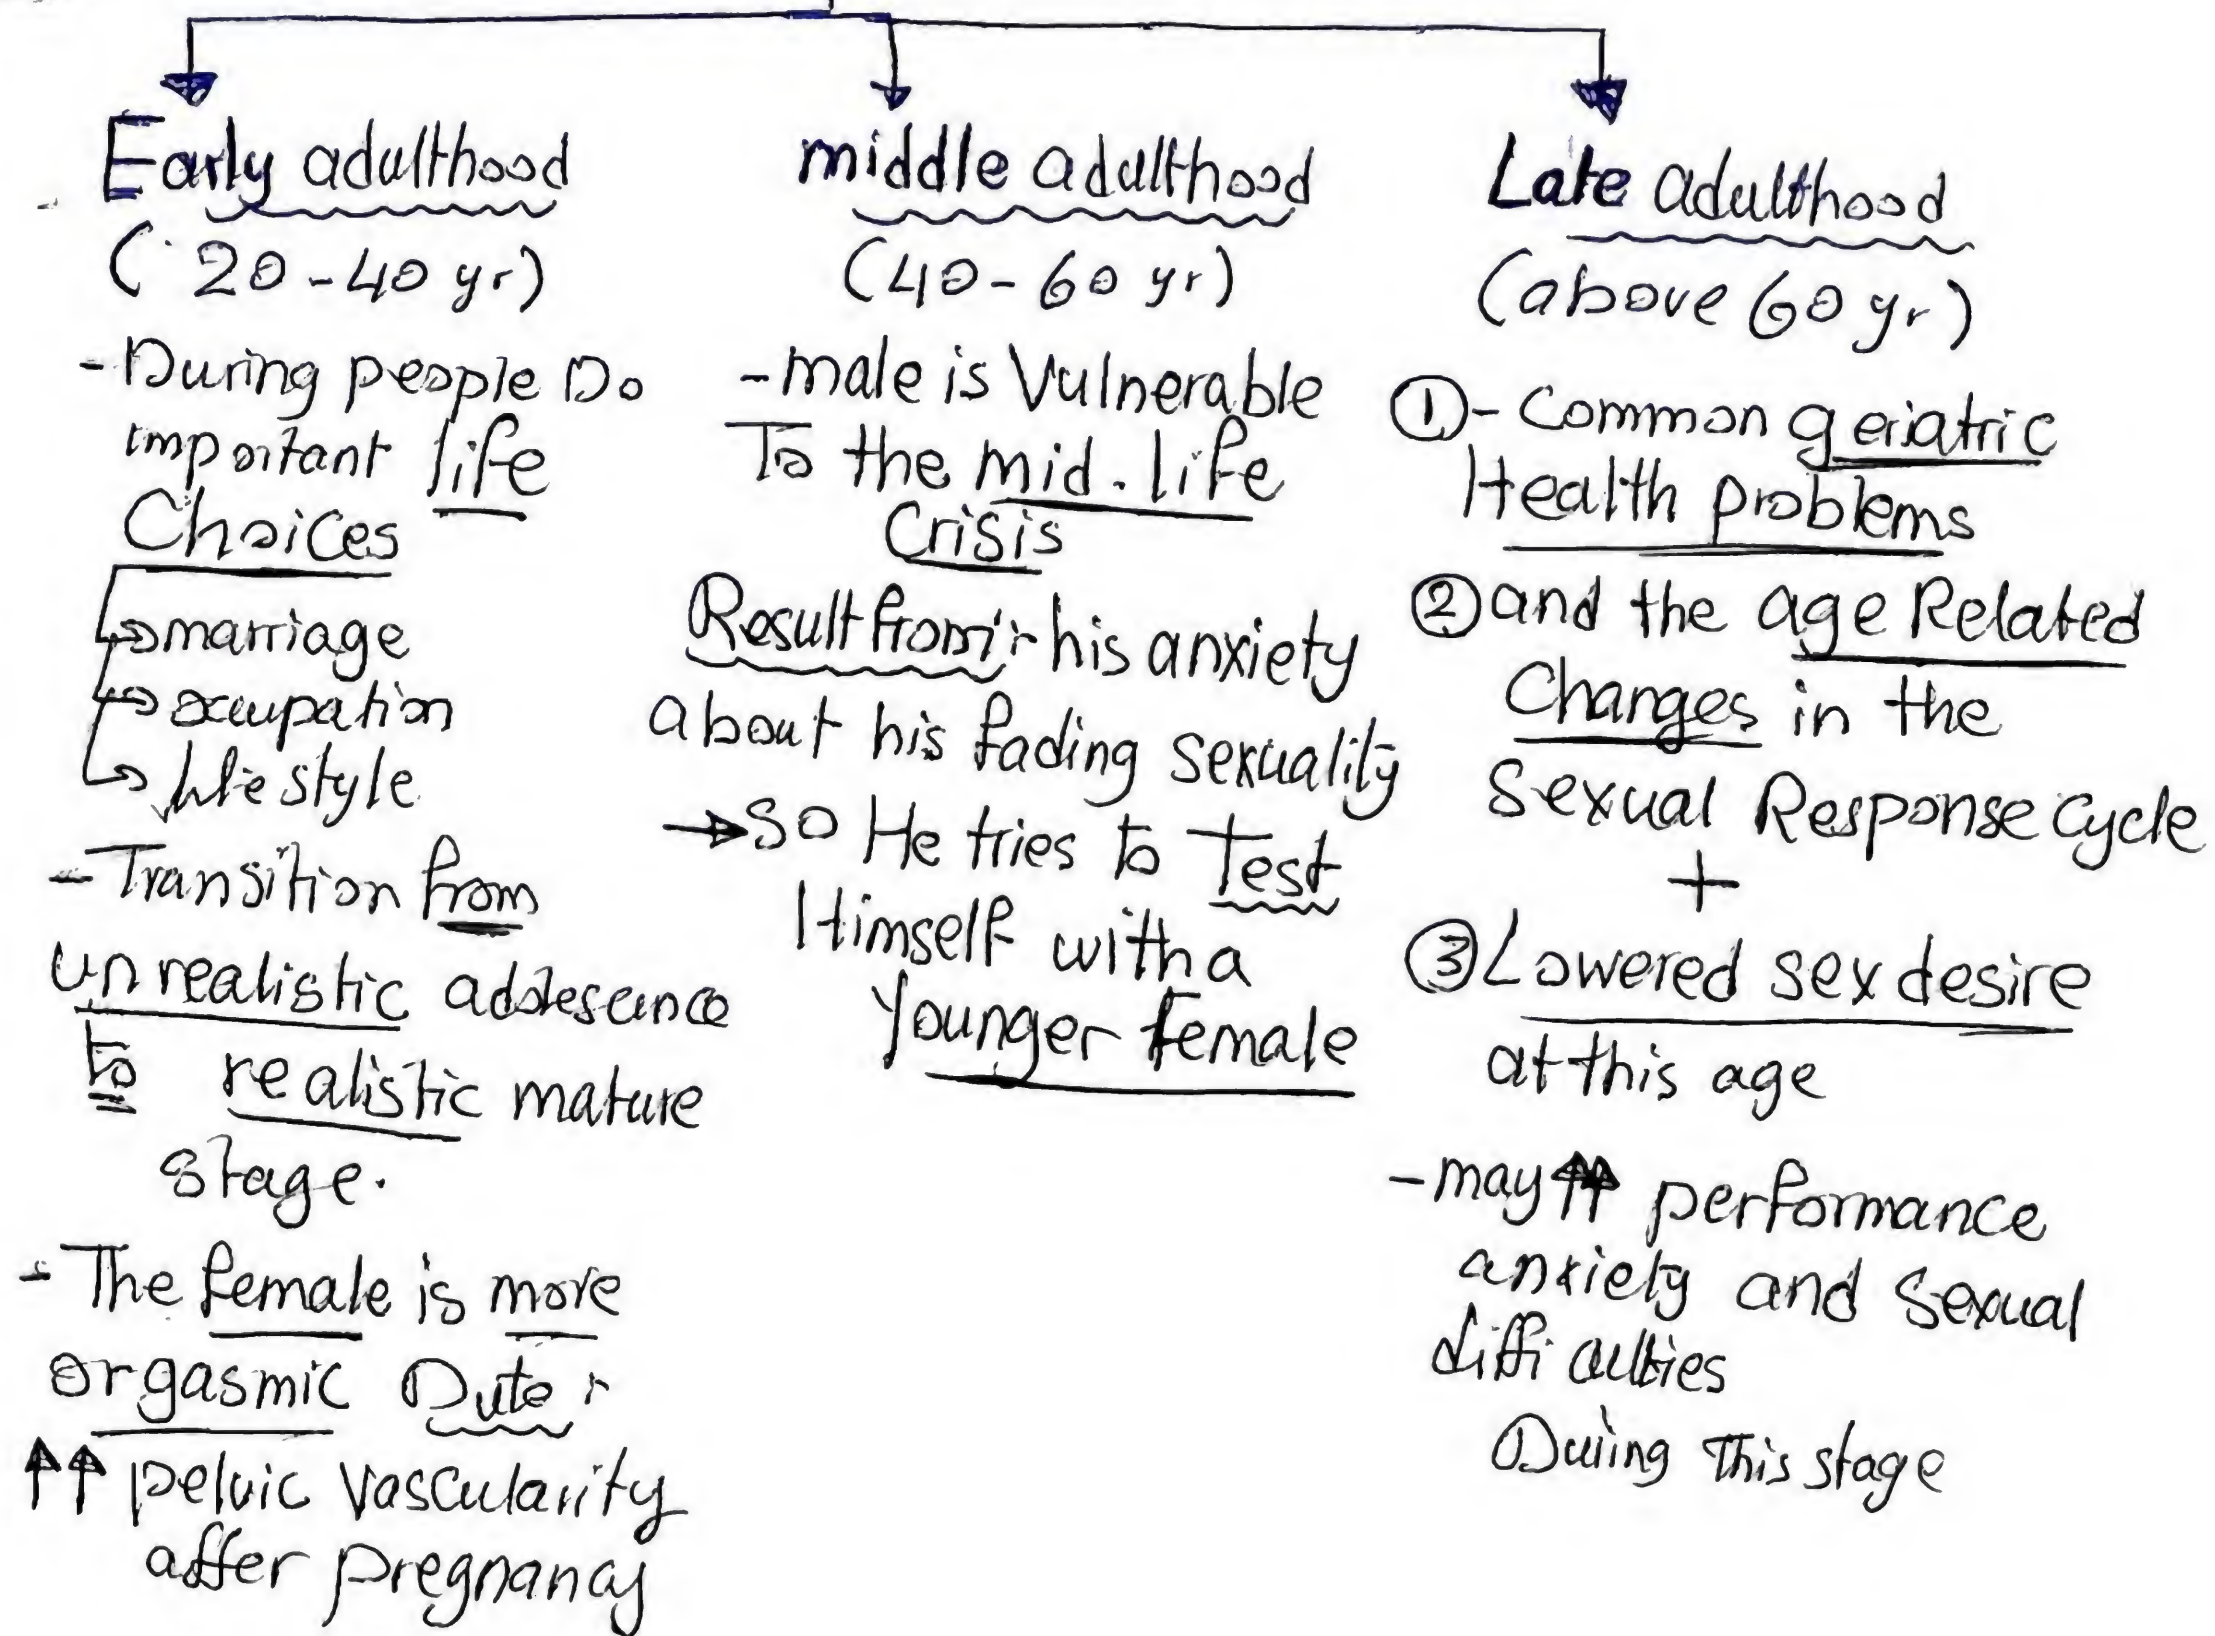 Early adulthood
(20-40 yr)
- During people Do
important life
Choices
→ marriage
→ occupation
→ life style
- Transition from
unrealistic adolesence
to realistic mature
stage.
- The female is more
orgasmic Duto :
↑↑ pelvic vascularity
after pregnancy
middle adulthood
(40-60 yr)
- male is Vulnerable
To the mid-life
Crisis
Result from :- his anxiety
about his fading sexuality
→ SO He tries to Test
Himself with a
Younger female
Late adulthood
(above 60 yr)
① - Common geriatric
Health problems
② and the age Related
Changes in the
Sexual Response Cycle
+
③ Lowered sex desire
at this age
- may ↑↑ performance
anxiety and sexual
difficulties
During This stage